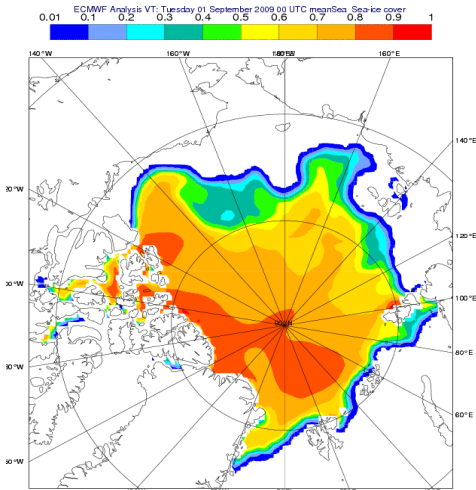 ECMWF Analysis VT: Tuesday 01 September 2009 00 UTC meanSea Sea-ice cover
0.01 0.1 0.2 0.3 0.4 0.5 0.6 0.7 0.8 0.9 1
140°W 160°W 160°E
140°E
120°E
100°E
80°E
60°E